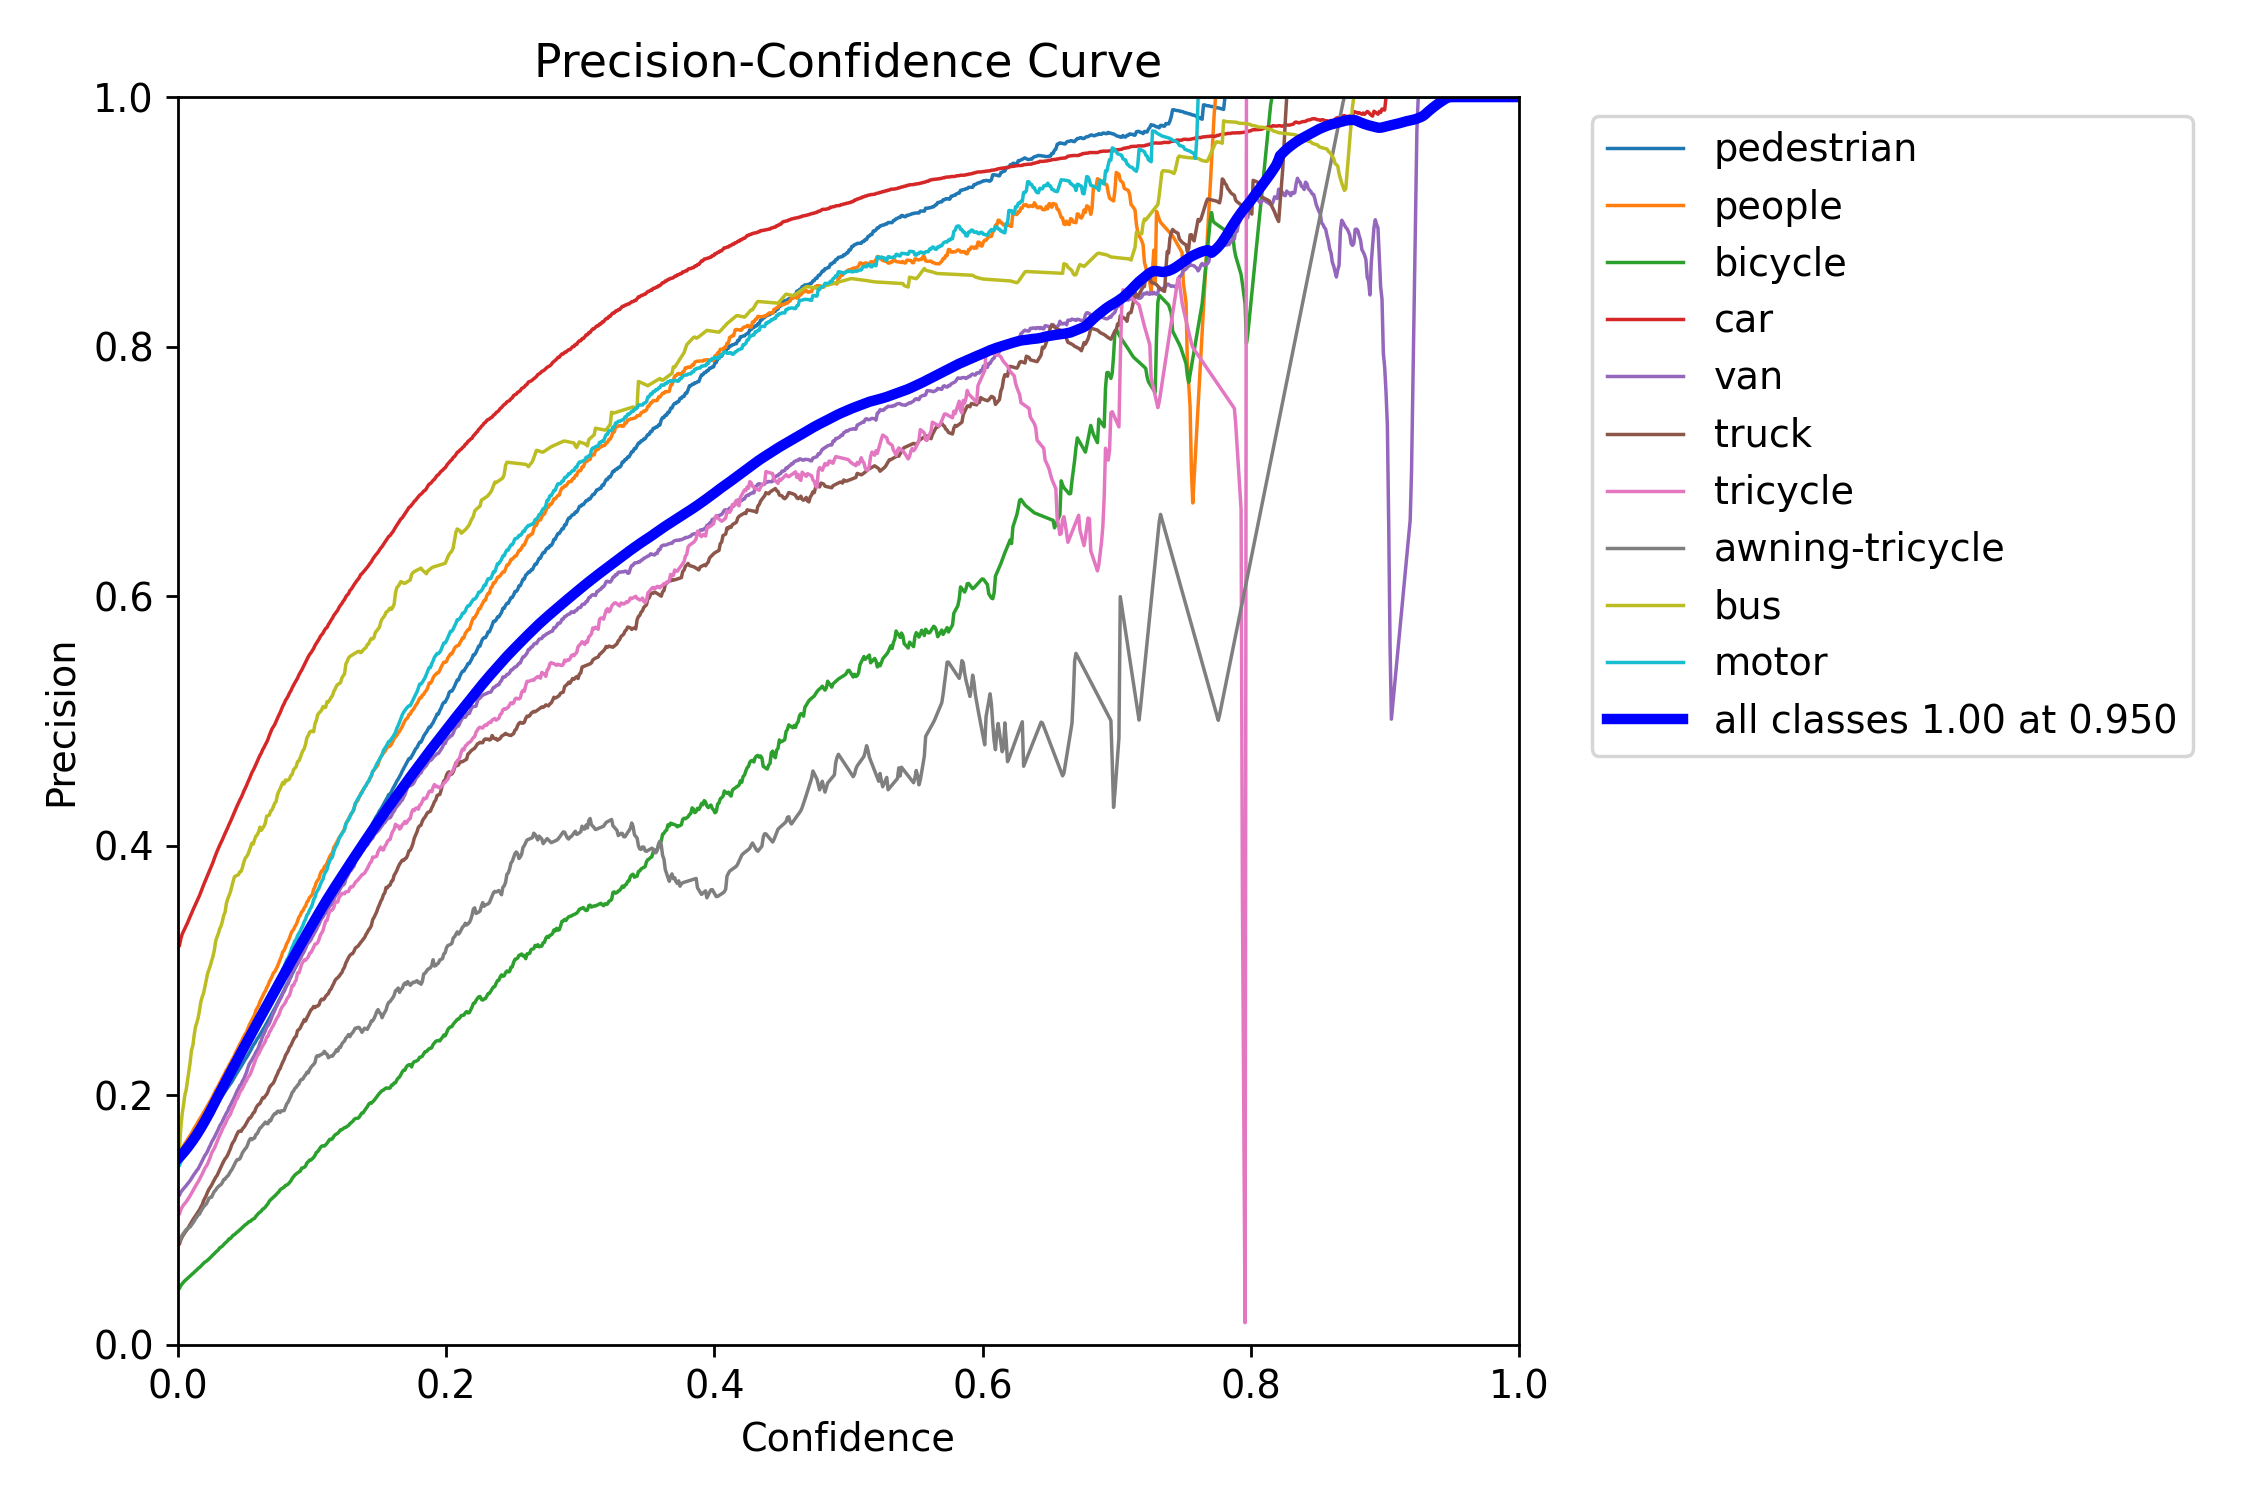 Precision-Confidence Curve
1.0
0.8
0.6
0.4
0.2
0.0
Precision
0.0 0.2 0.4 0.6 0.8 1.0
Confidence
pedestrian
people
bicycle
car
van
truck
tricycle
awning-tricycle
bus
motor
all classes 1.00 at 0.950